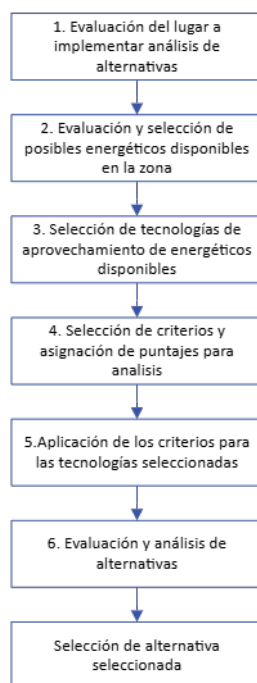 1. Evaluación del lugar a
implementar análisis de
alternativas
2. Evaluación y selección de
posibles energéticos disponibles
en la zona
3. Selección de tecnologías de
aprovechamiento de energéticos
disponibles
4. Selección de criterios y
asignación de puntajes para
analisis
5.Aplicación de los criterios para
las tecnologías seleccionadas
6. Evaluación y análisis de
alternativas
Selección de alternativa
seleccionada